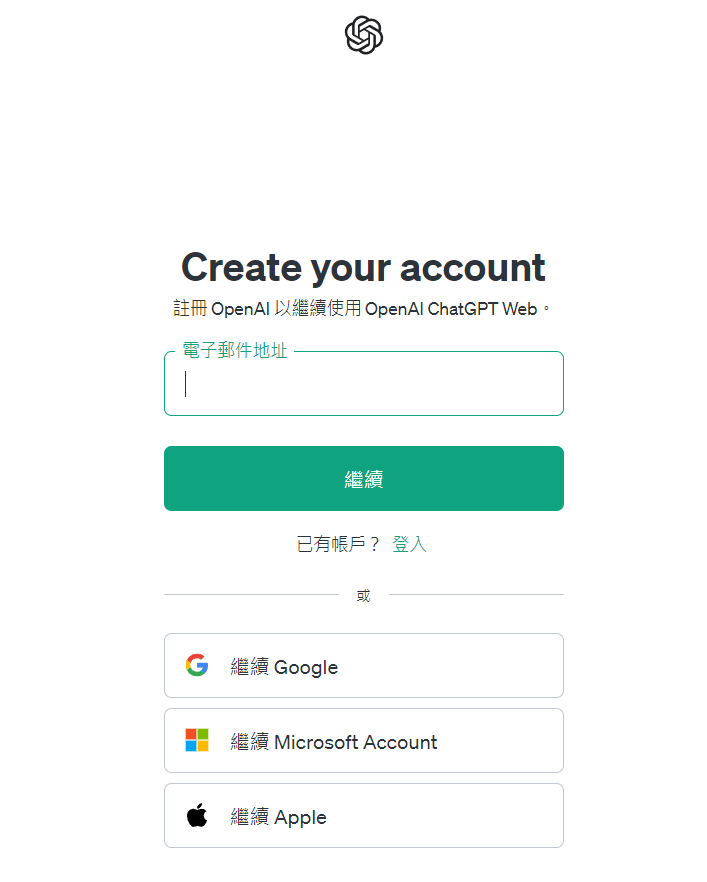 Create your account
註冊 OpenAI 以繼續使用 OpenAI ChatGPT Web。
電子郵件地址
繼續
已有帳戶？ 登入
或
繼續 Google
繼續 Microsoft Account
繼續 Apple